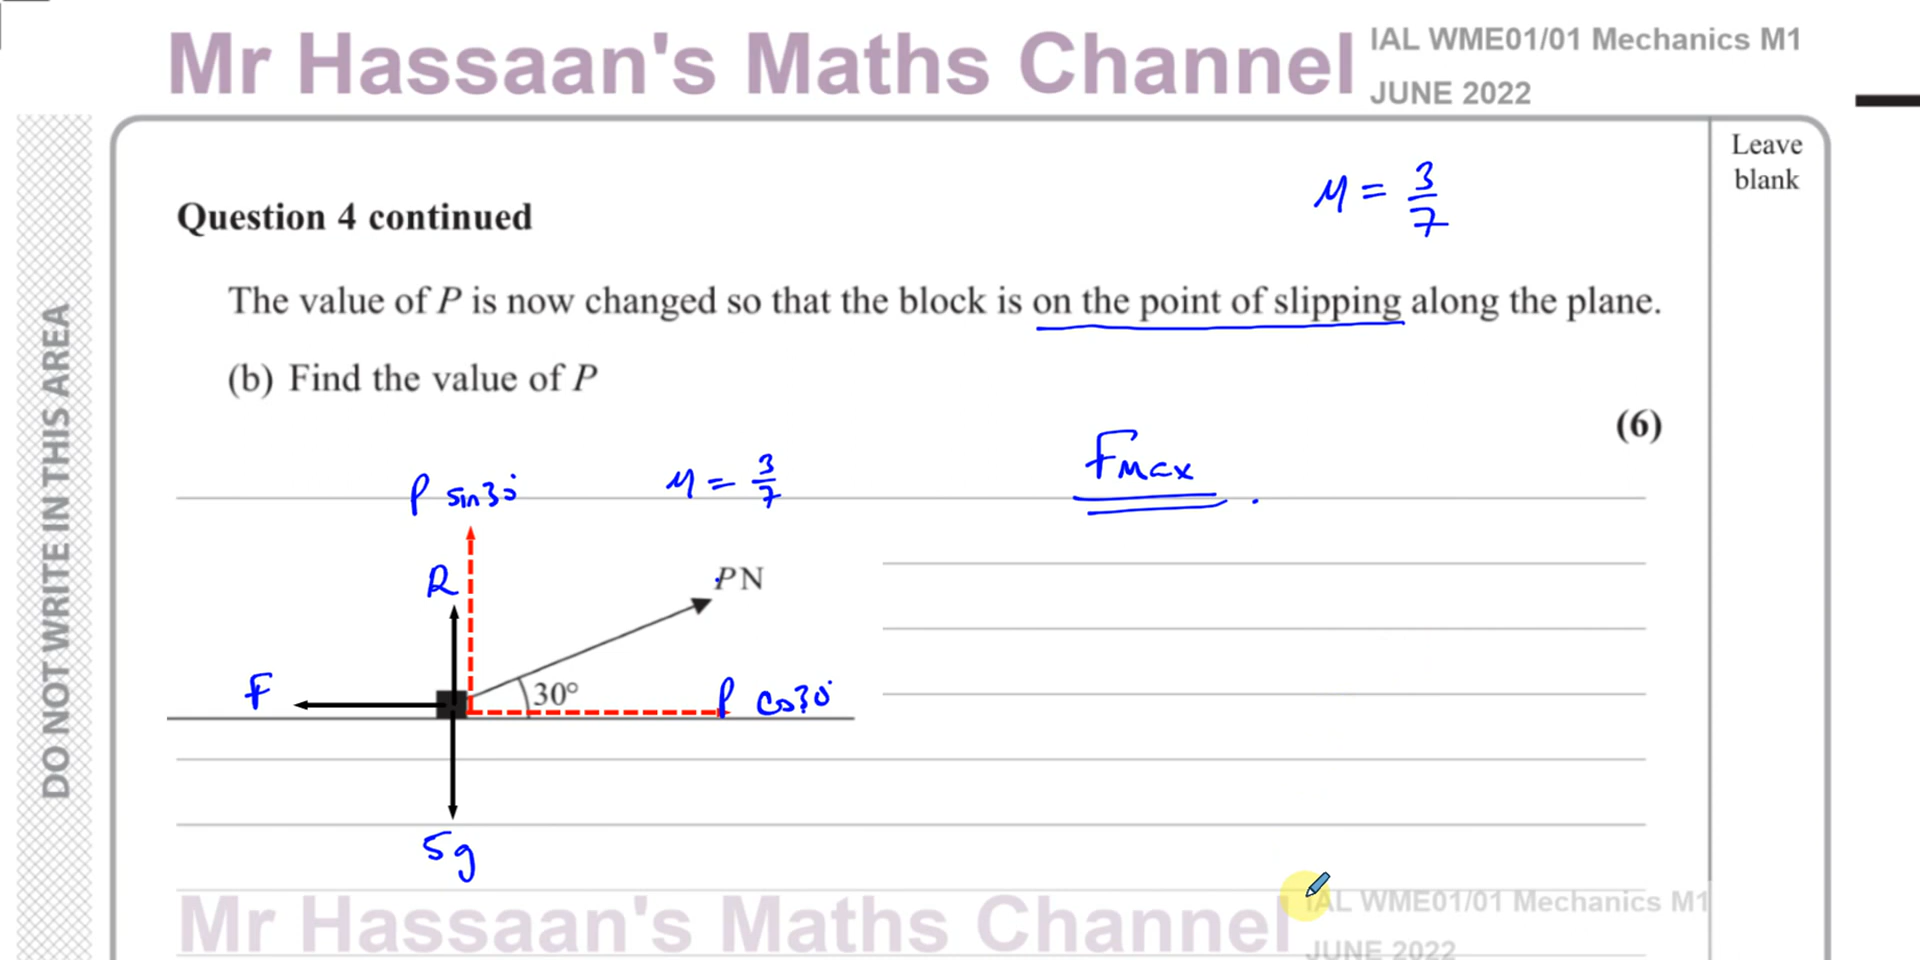 Mr Hassaan's Maths Channel
IAL WME01/01 Mechanics M1
JUNE 2022
Leave
blank
DO NOT WRITE IN THIS AREA
μ = 3/7
Question 4 continued
The value of P is now changed so that the block is on the point of slipping along the plane.
(b) Find the value of P
(6)
P sin30°
μ = 3/7
Fmax
R
PN
F
30°
P cos30°
5g
Mr Hassaan's Maths Channel
IAL WME01/01 Mechanics M1
JUNE 2022